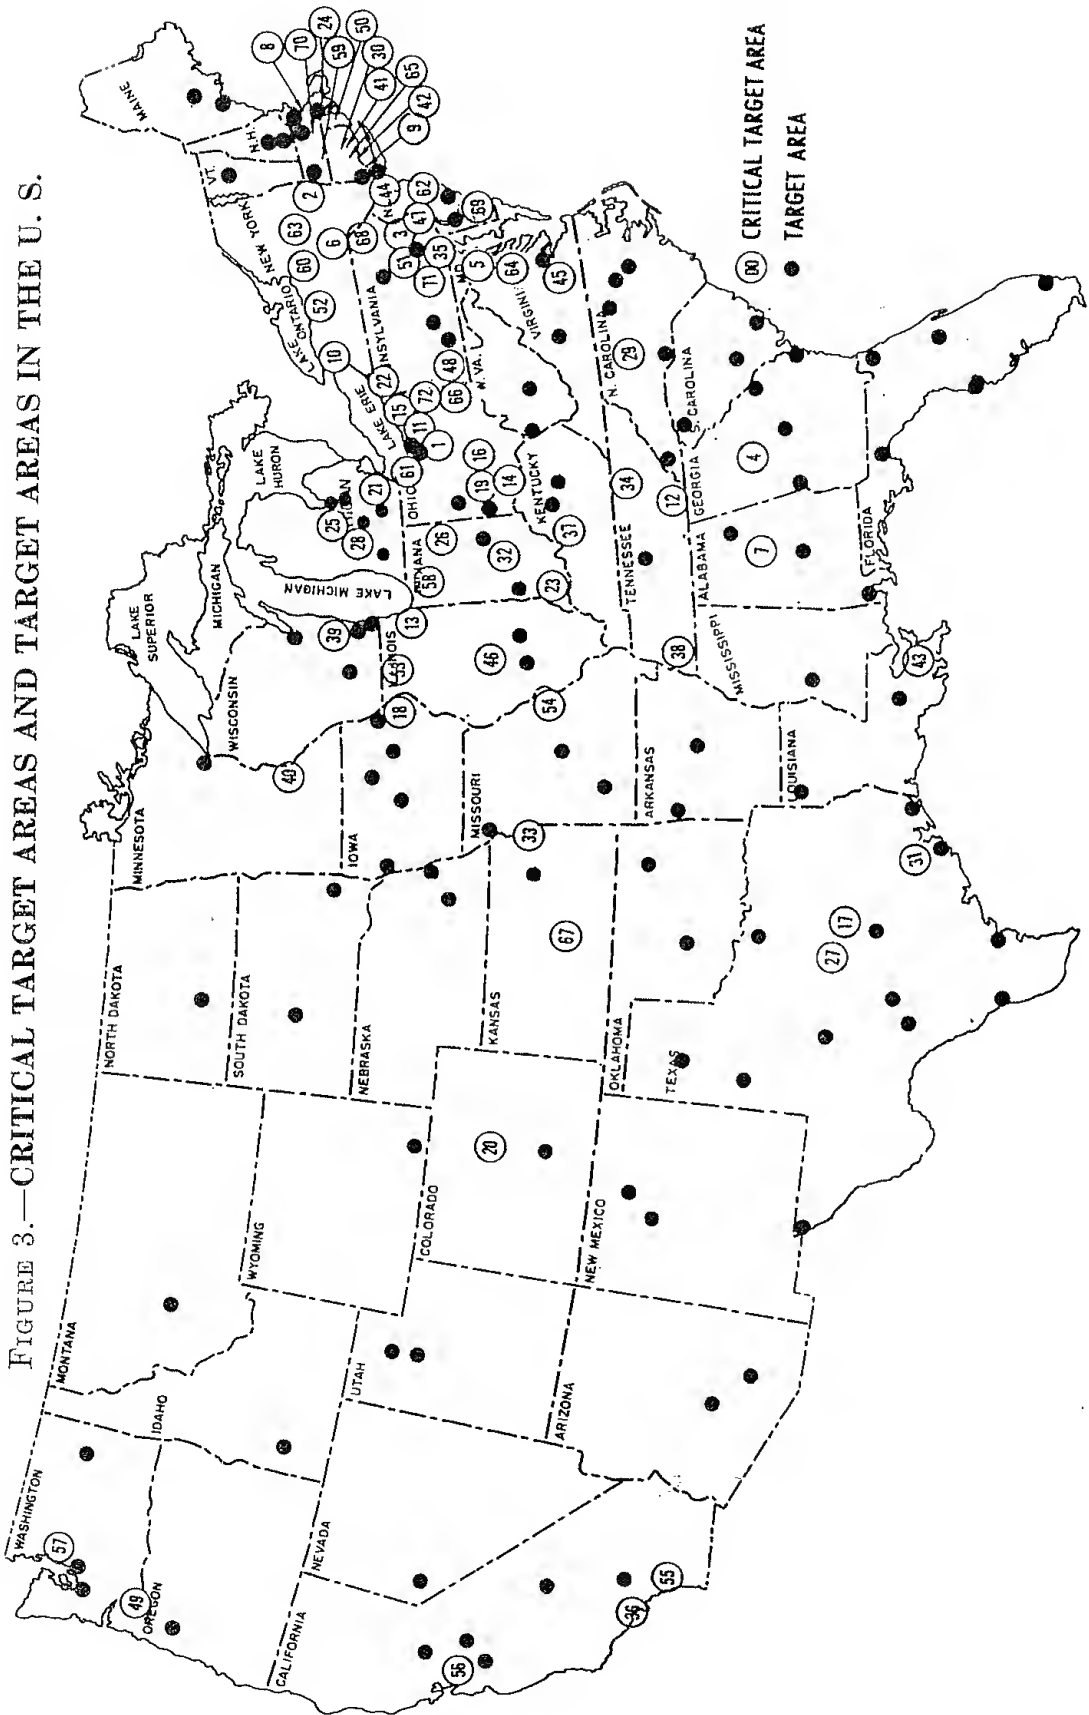 FIGURE 3.—CRITICAL TARGET AREAS AND TARGET AREAS IN THE U. S.
WASHINGTON
57
49
OREGON
CALIFORNIA
56
36
55
NEVADA
IDAHO
MONTANA
UTAH
ARIZONA
WYOMING
COLORADO
20
NEW MEXICO
NORTH DAKOTA
SOUTH DAKOTA
NEBRASKA
KANSAS
67
OKLAHOMA
TEXAS
27
17
31
MINNESOTA
40
IOWA
MISSOURI
33
54
ARKANSAS
LOUISIANA
43
WISCONSIN
LAKE
SUPERIOR
MICHIGAN
LAKE MICHIGAN
LAKE
HURON
39
18
53
13
46
25
28
21
58
26
32
23
OHIO
61
1
11
15
72
66
22
10
19
16
14
KENTUCKY
37
TENNESSEE
34
38
MISSISSIPPI
ALABAMA
7
GEORGIA
4
12
FLORIDA
S. CAROLINA
N. CAROLINA
29
VIRGINI
W. VA.
48
45
64
5
MD.
LAKE ERIE
LAKE ONTARIO
NSYLVANIA
NEW YORK
52
60
63
6
68
2
51
3
71
35
47
44
62
69
VT.
N.H.
MAINE
8
70
24
59
50
30
41
65
42
9
00 CRITICAL TARGET AREA
TARGET AREA